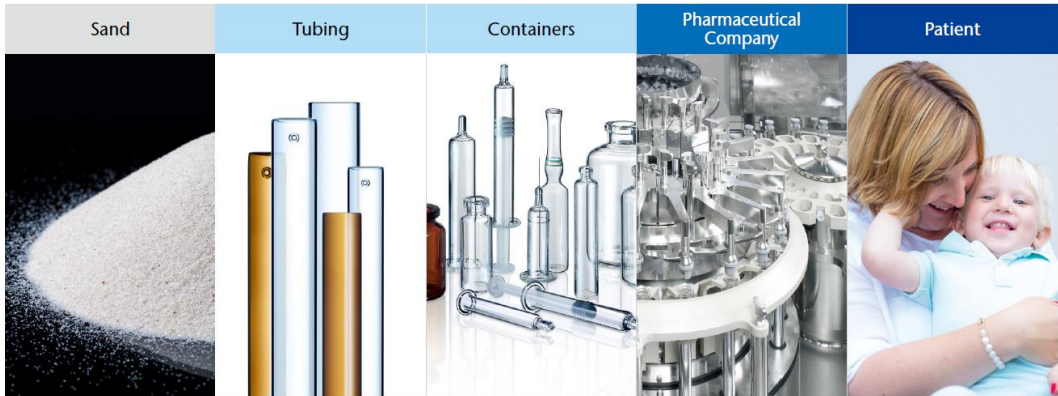 Sand
Tubing
Containers
Pharmaceutical
Company
Patient